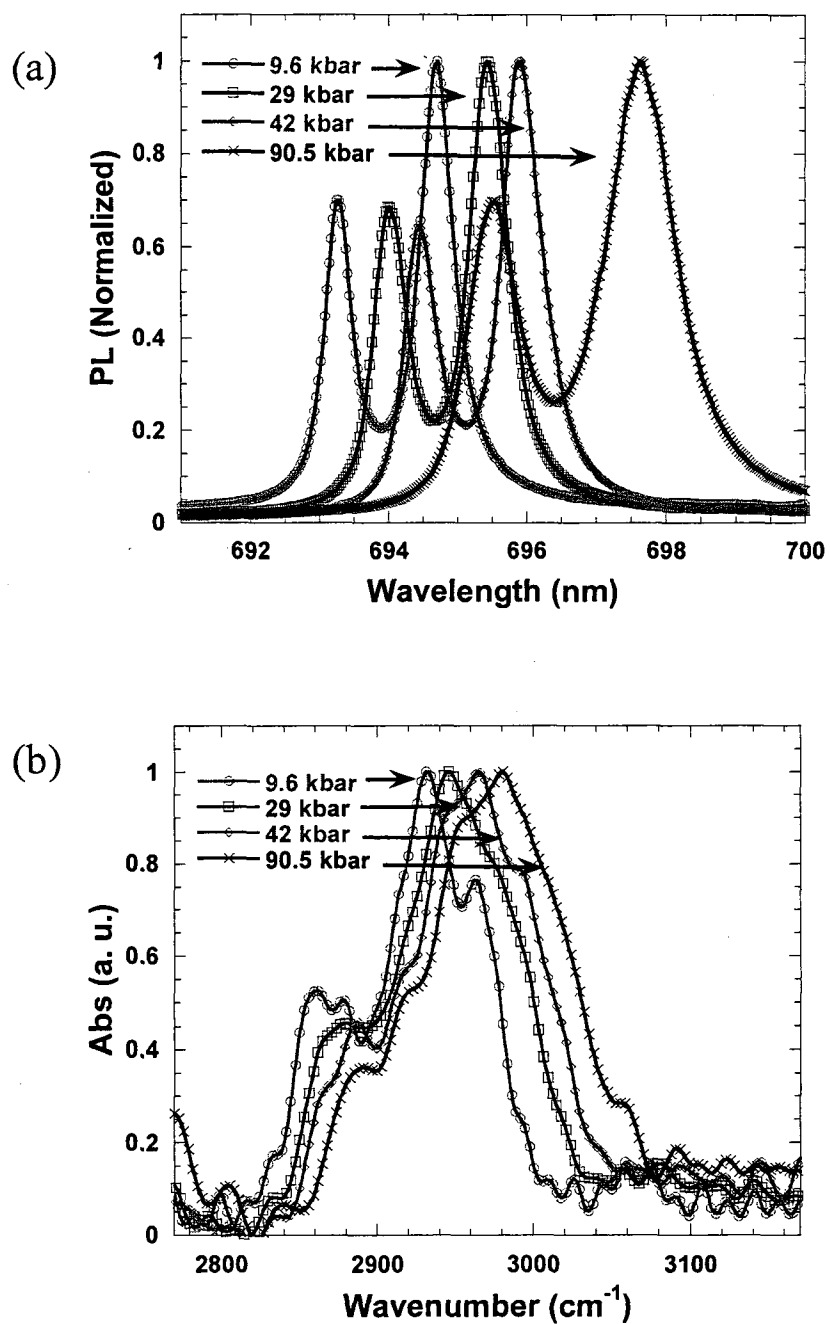 (a)
9.6 kbar
29 kbar
42 kbar
90.5 kbar
1
0.8
0.6
0.4
0.2
0
PL (Normalized)
692
694
696
698
700
Wavelength (nm)
(b)
9.6 kbar
29 kbar
42 kbar
90.5 kbar
1
0.8
0.6
0.4
0.2
0
Abs (a. u.)
2800
2900
3000
3100
Wavenumber (cm⁻¹)